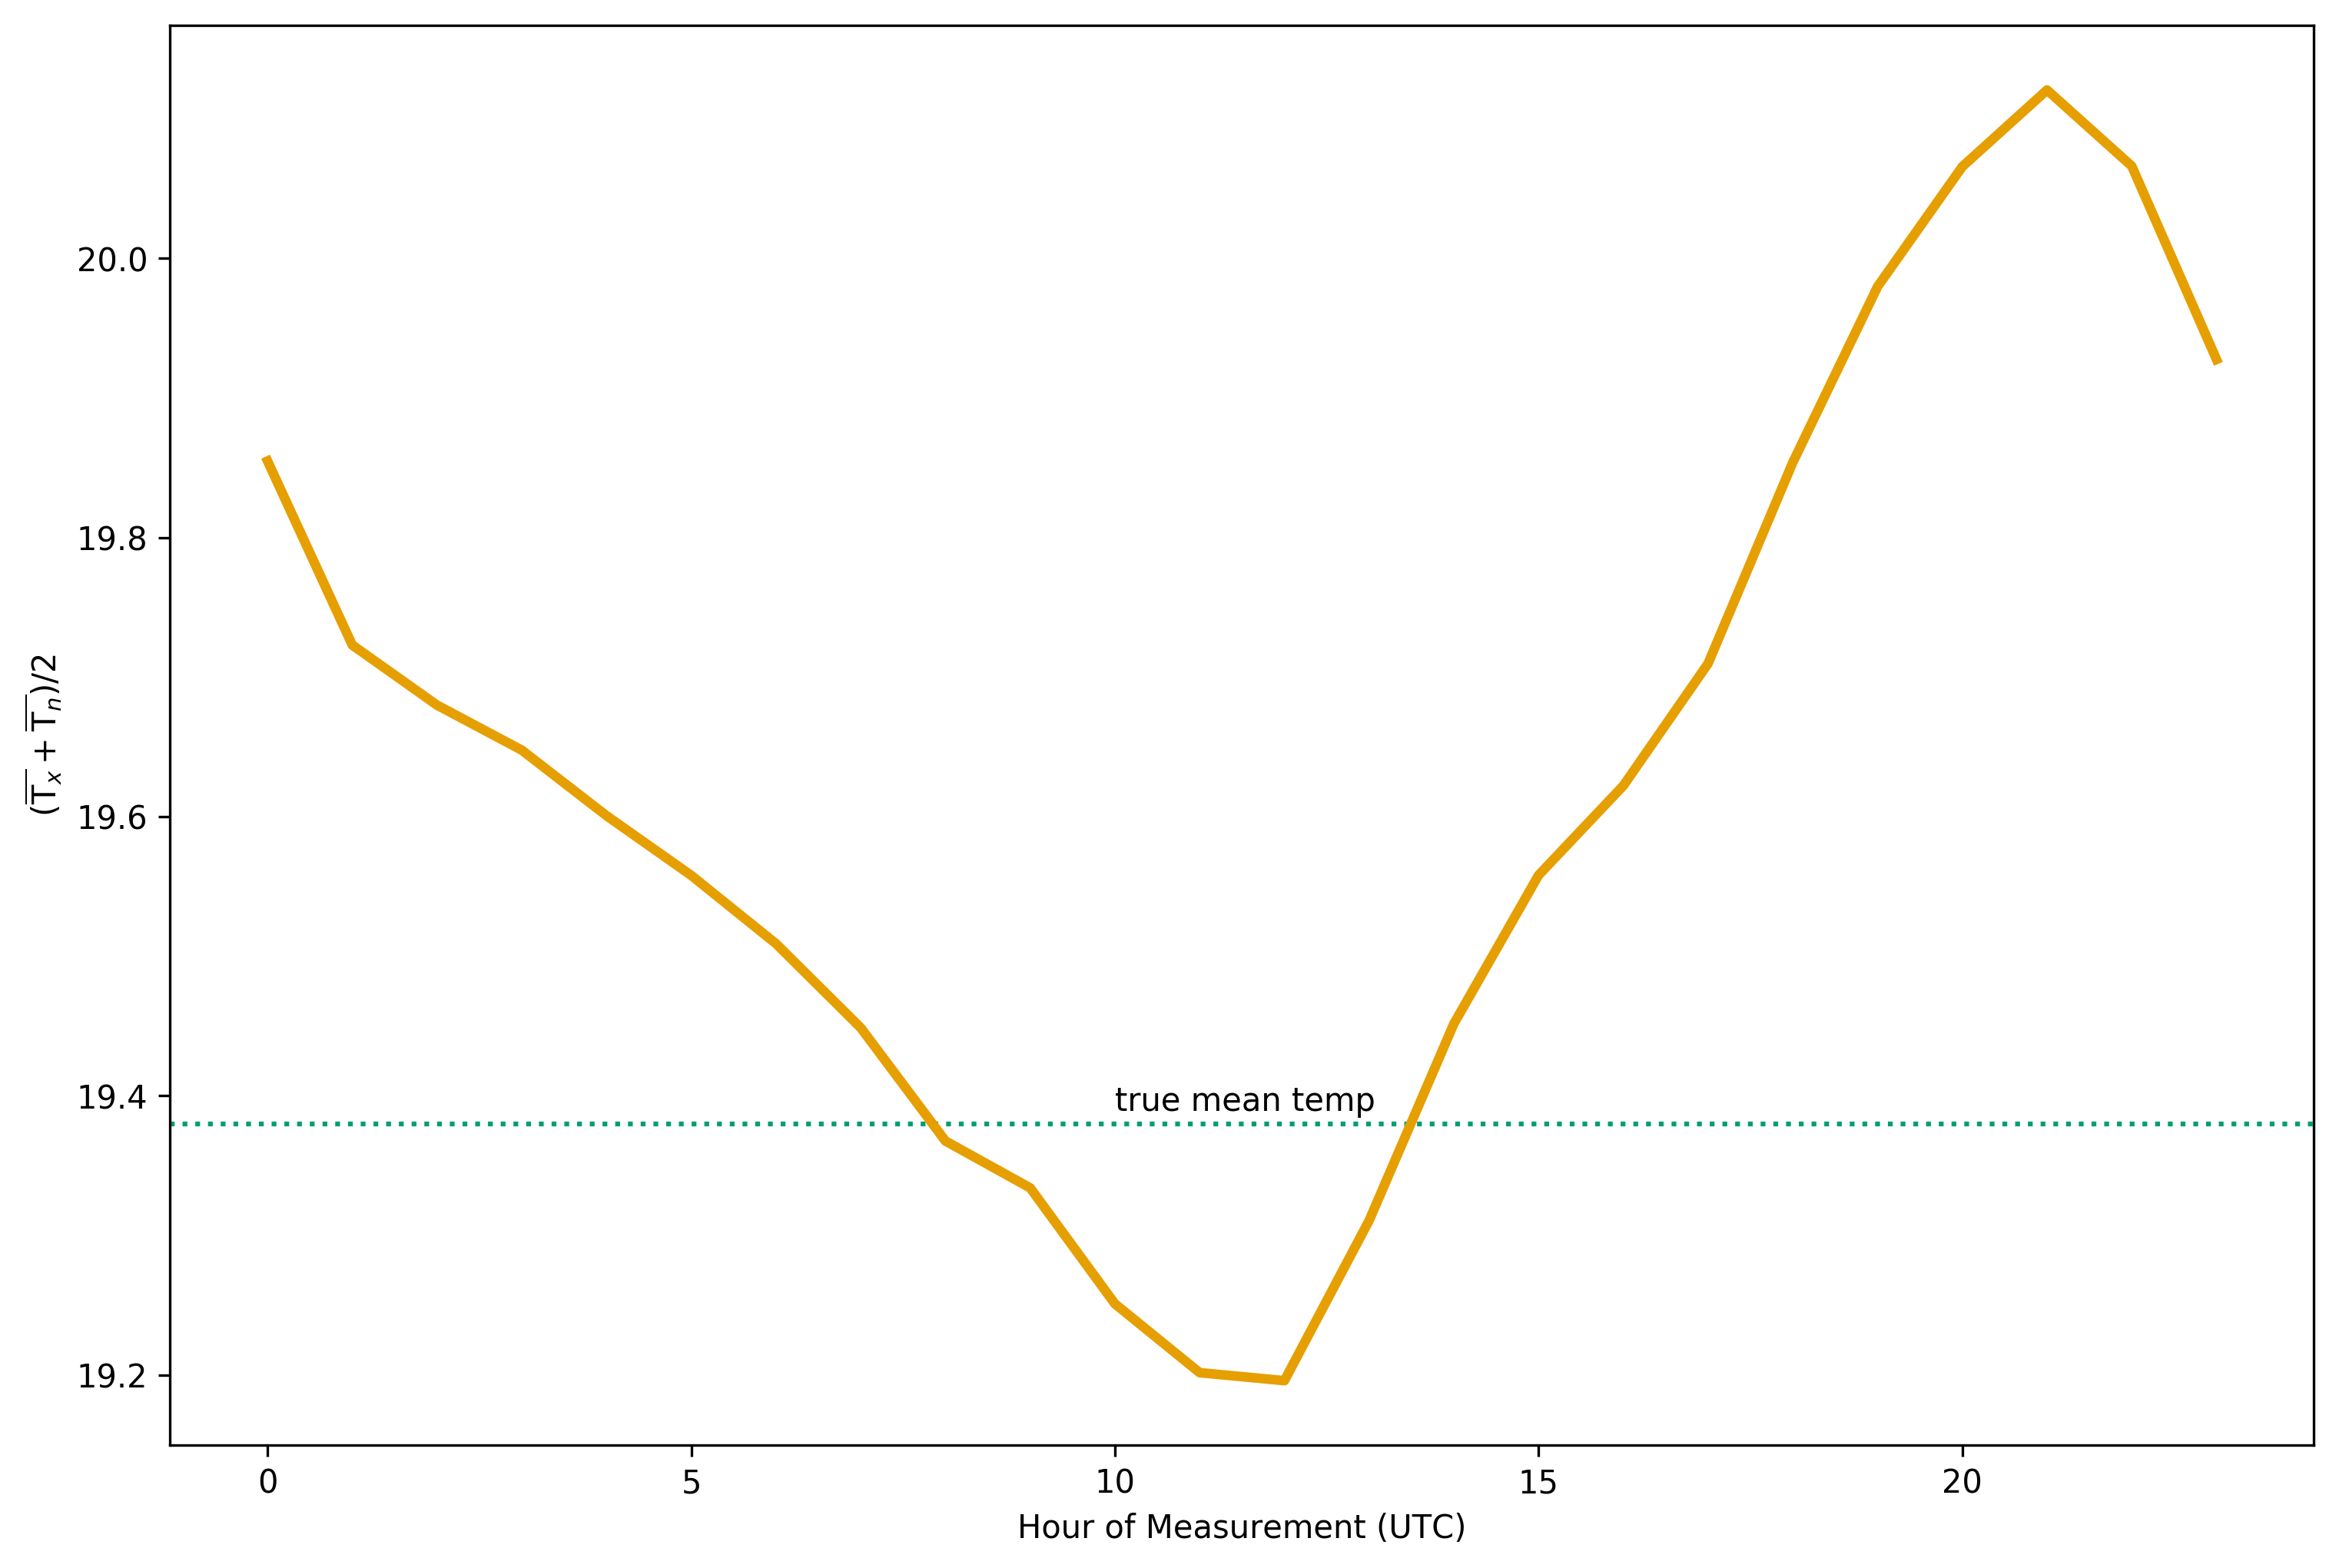 20.0
19.8
19.6
19.4
19.2
(T̅ₓ + T̅ₙ)/2
true mean temp
0 5 10 15 20
Hour of Measurement (UTC)